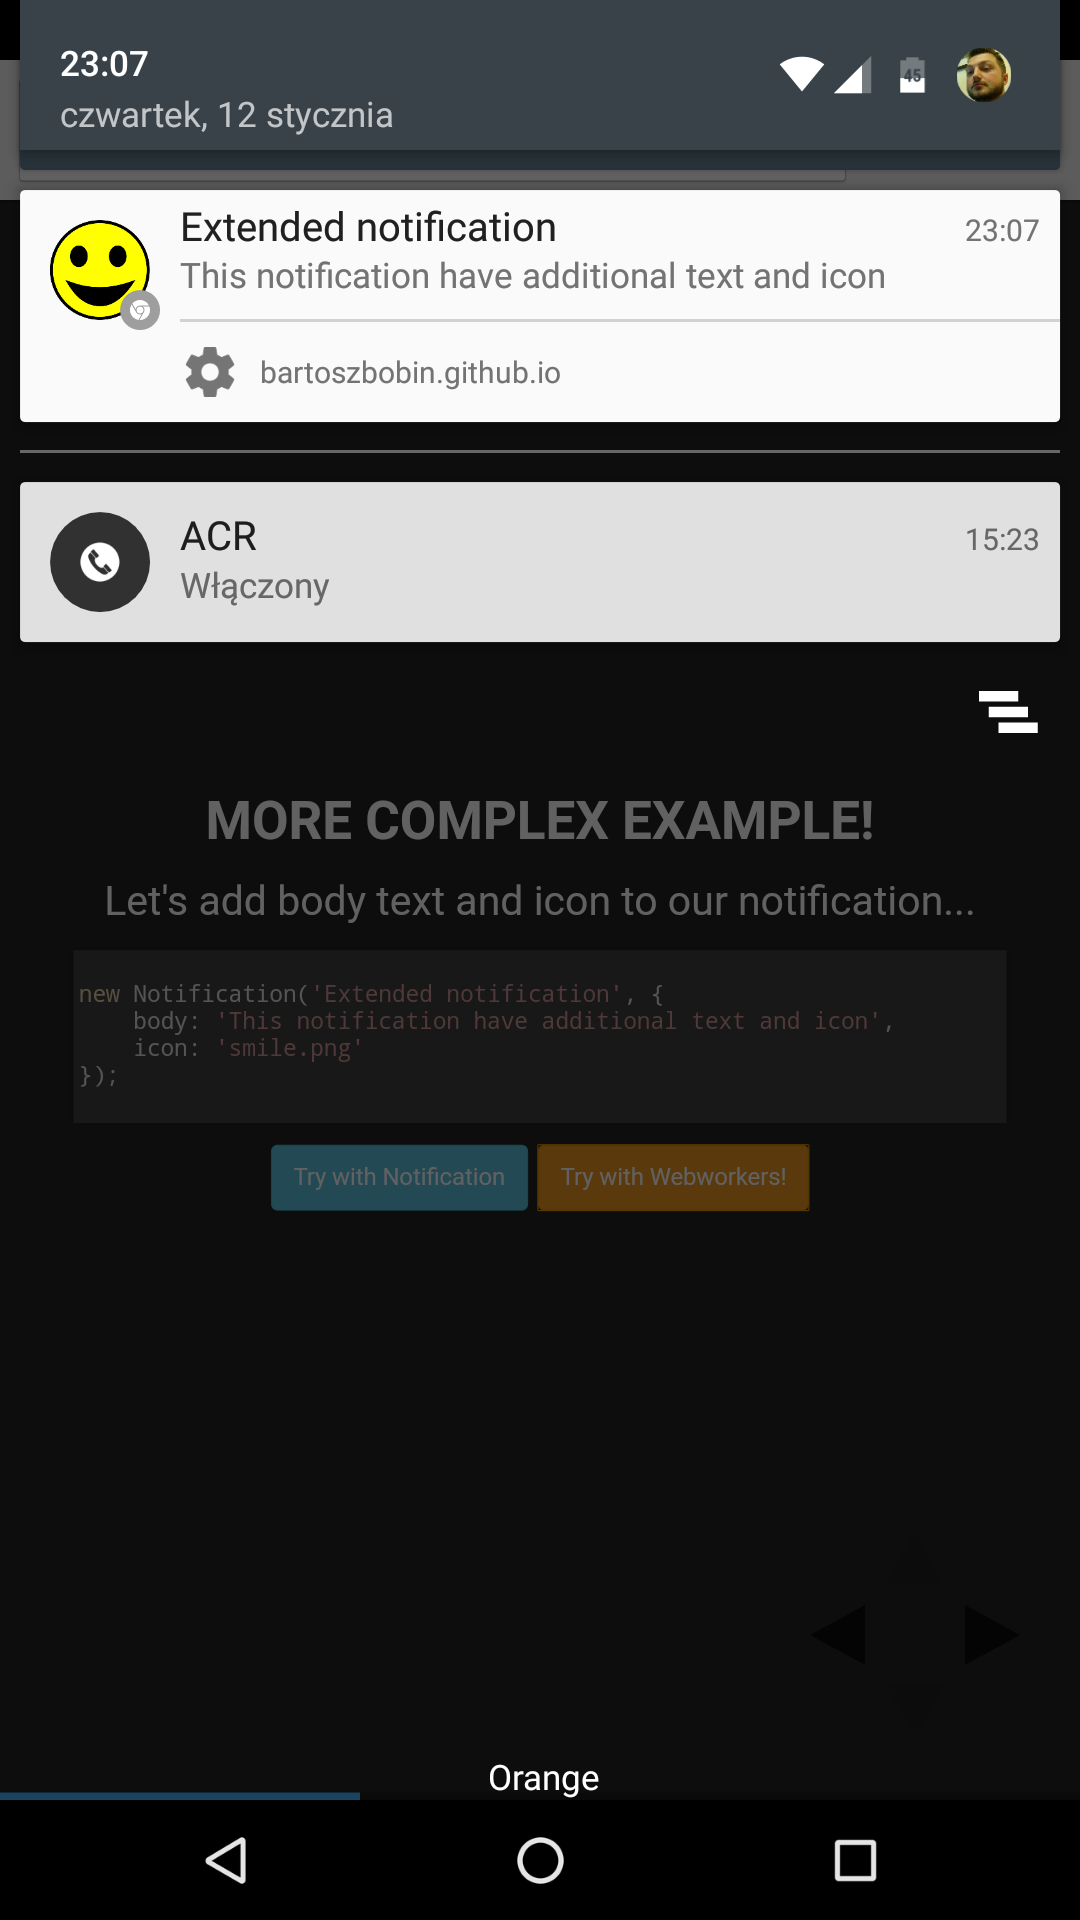 23:07
45
czwartek, 12 stycznia
Extended notification
23:07
This notification have additional text and icon
bartoszbobin.github.io
ACR
15:23
Włączony
MORE COMPLEX EXAMPLE!
Let's add body text and icon to our notification...
new Notification('Extended notification', {
    body: 'This notification have additional text and icon',
    icon: 'smile.png'
});
Try with Notification
Try with Webworkers!
Orange